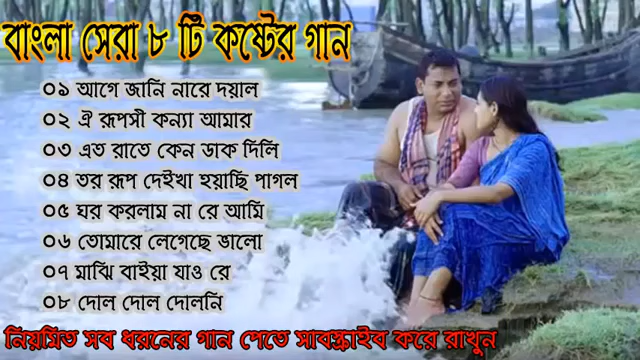 বাংলা সেরা ৮ টি কষ্টের গান
০১ আগে জানি নারে দয়াল
০২ ঐ রূপসী কন্যা আমার
০৩ এত রাতে কেন ডাক দিলি
০৪ তর রূপ দেইখা হয়াছি পাগল
০৫ ঘর করলাম না রে আমি
০৬ তোমারে লেগেছে ভালো
০৭ মাঝি বাইয়া যাও রে
০৮ দোল দোল দোলনি
নিয়মিত সব ধরনের গান পেতে সাবস্ক্রাইব করে রাখুন